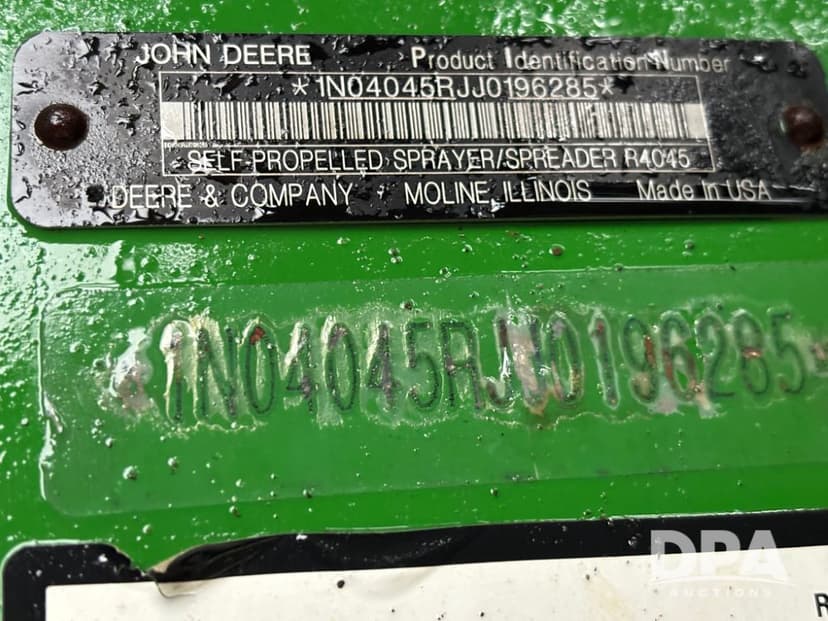 JOHN DEERE Product Identification Number
*1N04045RJJ0196285*
SELF-PROPELLED SPRAYER/SPREADER R4045
DEERE & COMPANY MOLINE, ILLINOIS Made In USA
*1N04045RJJ0196285*
DPA
AUCTIONS
R